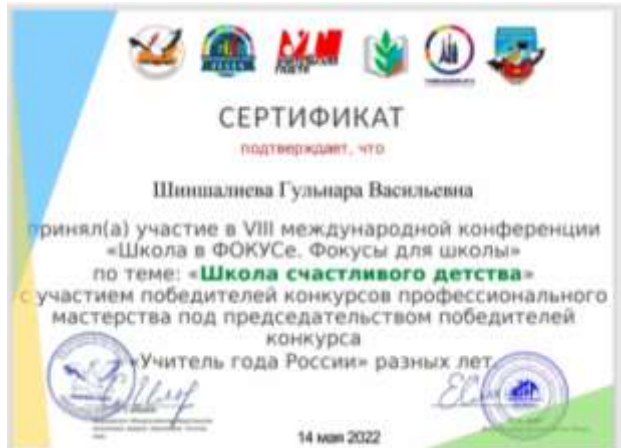 СЕРТИФИКАТ
подтверждает, что
Шиншалиева Гульнара Васильевна
принял(а) участие в VIII международной конференции
«Школа в ФОКУСе. Фокусы для школы»
по теме: «Школа счастливого детства»
с участием победителей конкурсов профессионального
мастерства под председательством победителей
конкурса
«Учитель года России» разных лет
14 мая 2022